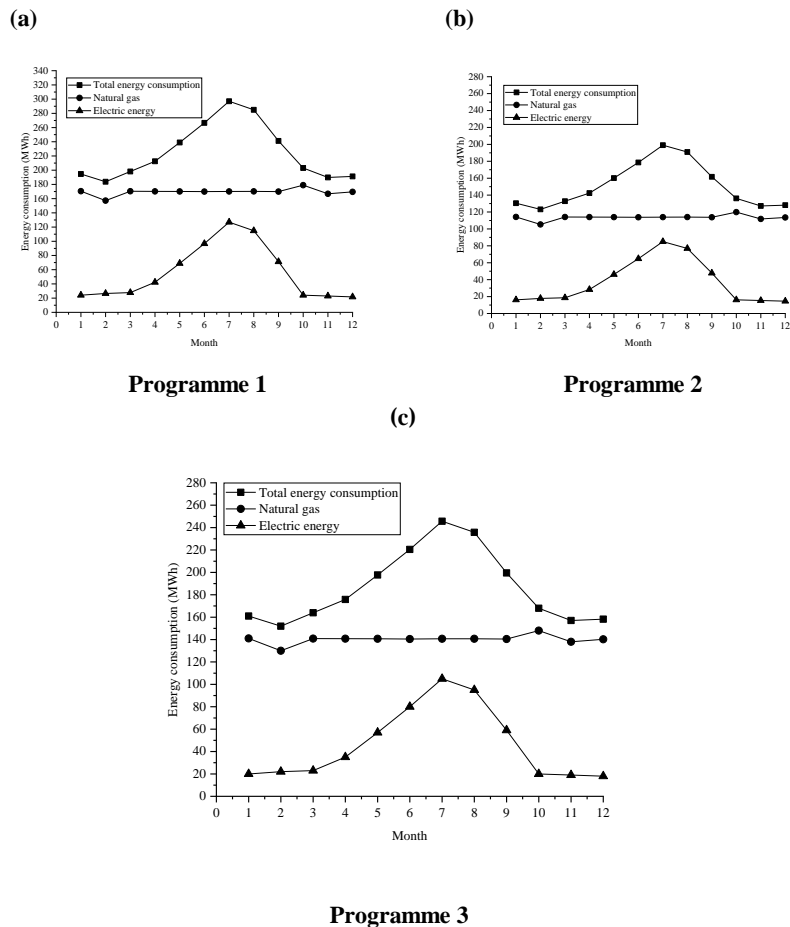 (a)
340
320
300
280
260
240
220
200
180
160
140
120
100
80
60
40
20
0
Energy consumption (MWh)
Total energy consumption
Natural gas
Electric energy
0 1 2 3 4 5 6 7 8 9 10 11 12
Month
Programme 1
(b)
280
260
240
220
200
180
160
140
120
100
80
60
40
20
0
Energy consumption (MWh)
Total energy consumption
Natural gas
Electric energy
0 1 2 3 4 5 6 7 8 9 10 11 12
Month
Programme 2
(c)
280
260
240
220
200
180
160
140
120
100
80
60
40
20
0
Energy consumption (MWh)
Total energy consumption
Natural gas
Electric energy
0 1 2 3 4 5 6 7 8 9 10 11 12
Month
Programme 3